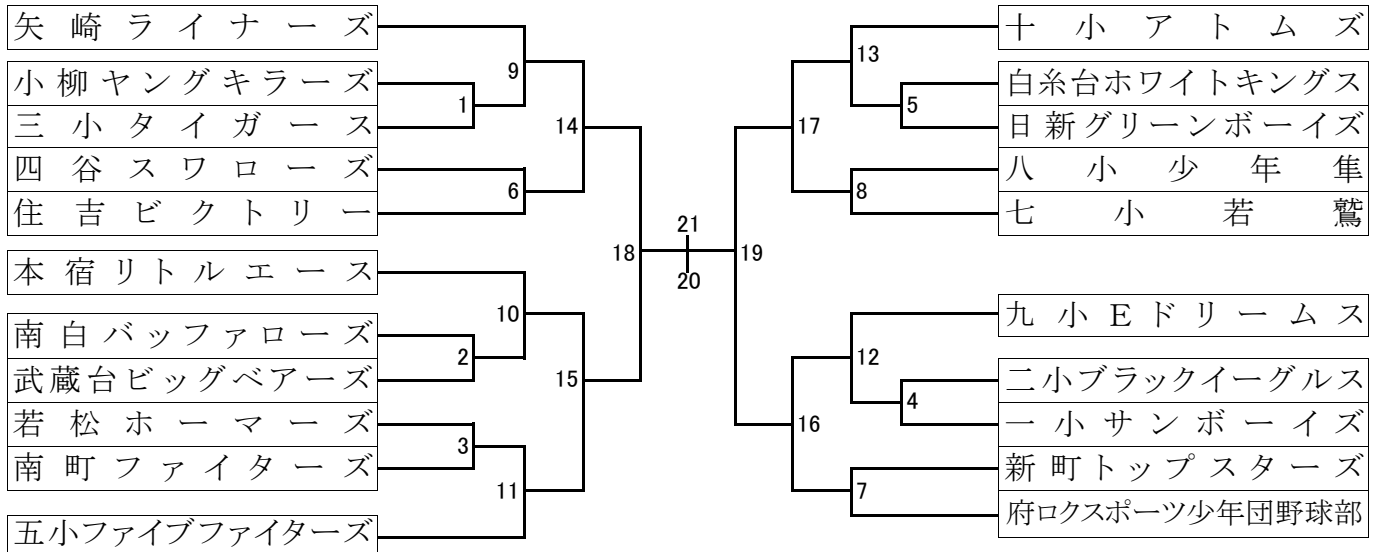 矢崎ライナーズ
小柳ヤングキラーズ
三小タイガース
四谷スワローズ
住吉ビクトリー
本宿リトルエース
南白バッファローズ
武蔵台ビッグベアーズ
若松ホーマーズ
南町ファイターズ
五小ファイブファイターズ
9
1
14
6
18
10
2
15
3
11
21
20
13
5
17
8
19
12
4
16
7
十小アトムズ
白糸台ホワイトキングス
日新グリーンボーイズ
八小少年隼
七小若鷲
九小Eドリームス
二小ブラックイーグルス
一小サンボーイズ
新町トップスターズ
府ロクスポーツ少年団野球部